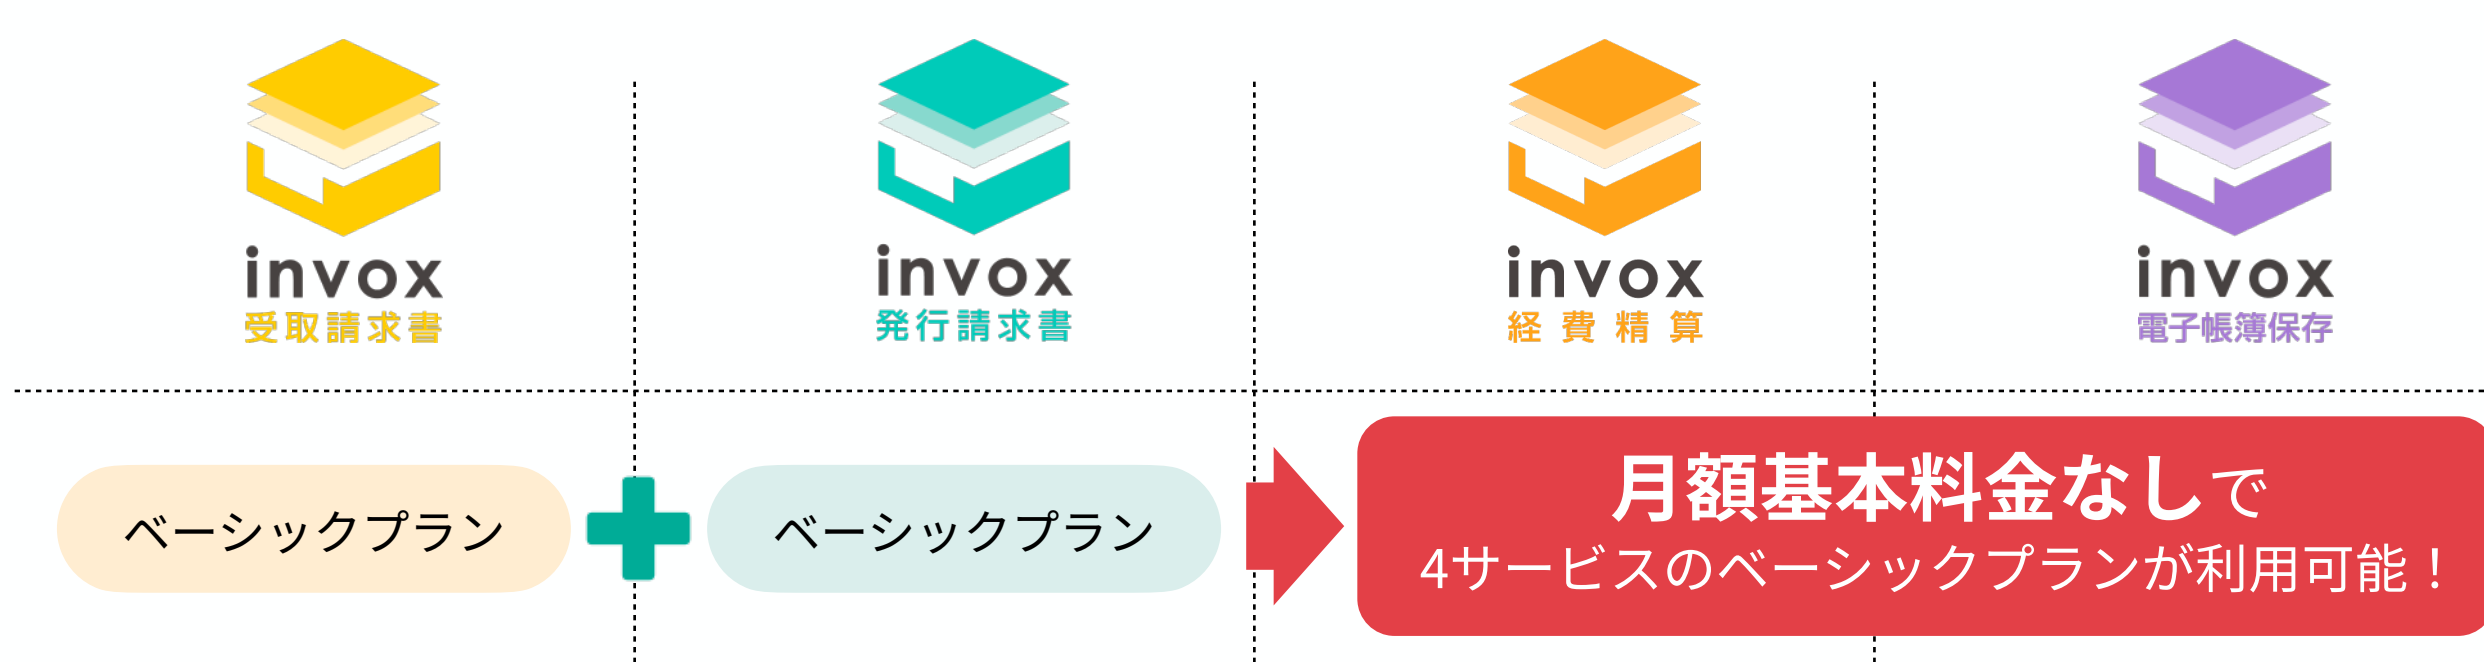 invox
受取請求書
invox
発行請求書
invox
経費精算
invox
電子帳簿保存
ベーシックプラン
ベーシックプラン
月額基本料金なしで
4サービスのベーシックプランが利用可能！